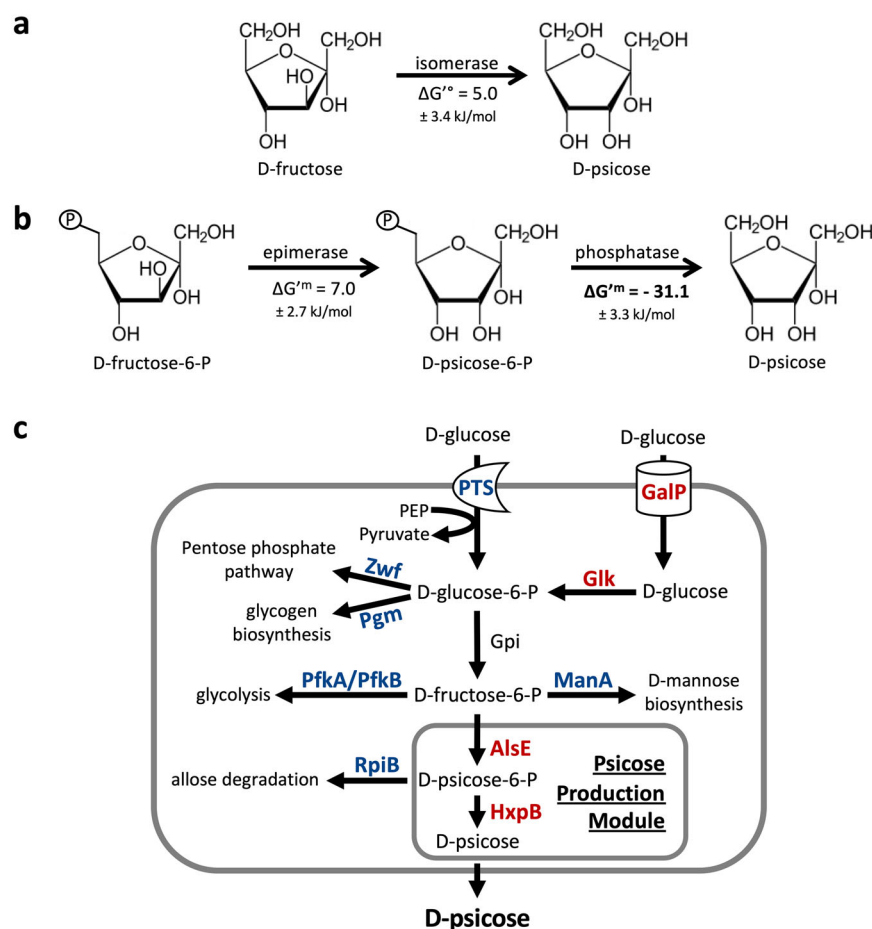 a
CH₂OH
O
CH₂OH
HO
OH
OH
D-fructose
isomerase
ΔG'° = 5.0
± 3.4 kJ/mol
CH₂OH
O
CH₂OH
OH
OH OH
D-psicose
b
P
O
CH₂OH
HO
OH
OH
D-fructose-6-P
epimerase
ΔG'ᵐ = 7.0
± 2.7 kJ/mol
P
O
CH₂OH
OH
OH OH
D-psicose-6-P
phosphatase
ΔG'ᵐ = - 31.1
± 3.3 kJ/mol
CH₂OH
O
CH₂OH
OH
OH OH
D-psicose
c
D-glucose
D-glucose
PTS
GalP
PEP
Pyruvate
Pentose phosphate
pathway
Zwf
D-glucose-6-P
Glk
D-glucose
glycogen
biosynthesis
Pgm
Gpi
glycolysis
PfkA/PfkB
D-fructose-6-P
ManA
D-mannose
biosynthesis
AlsE
allose degradation
RpiB
D-psicose-6-P
HxpB
D-psicose
Psicose
Production
Module
D-psicose